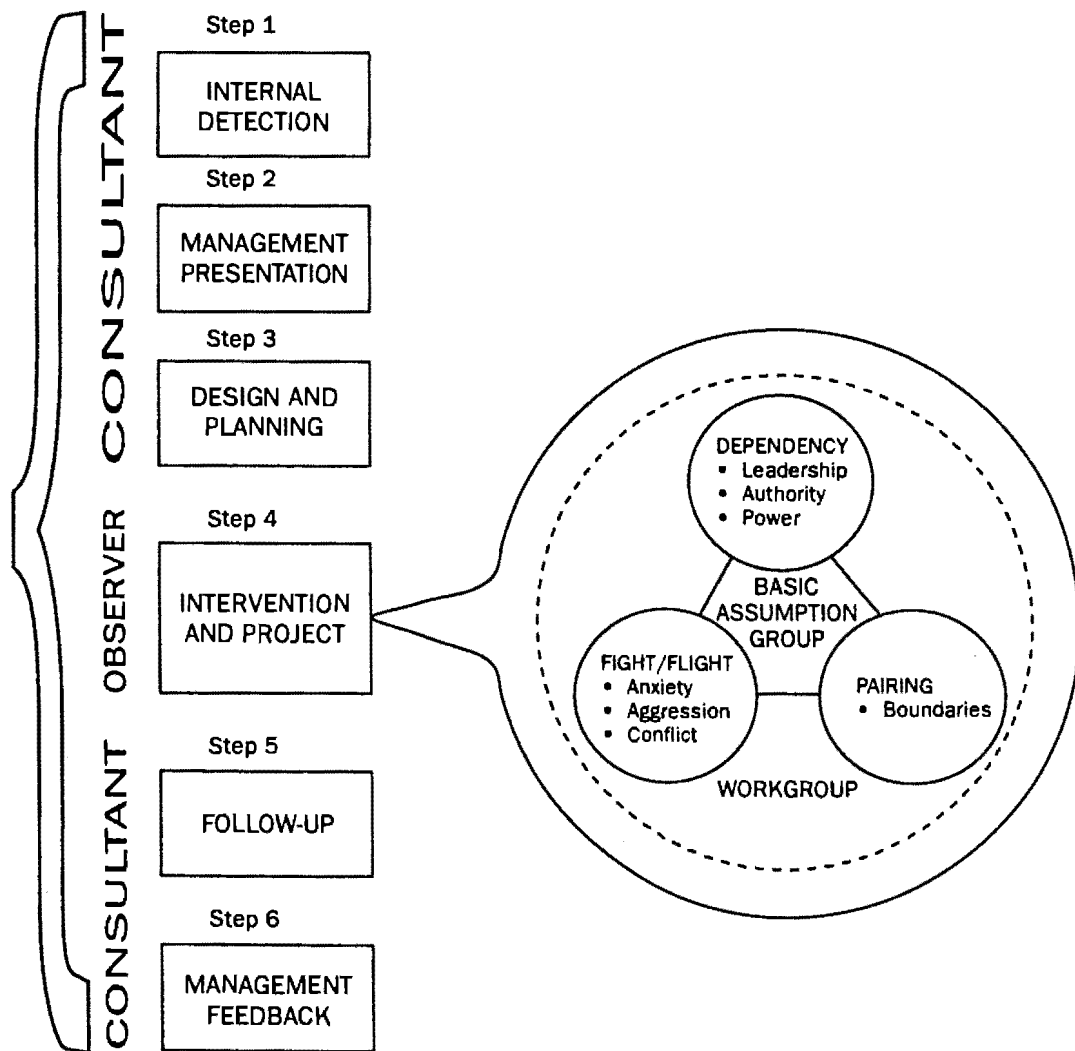 CONSULTANT
OBSERVER
CONSULTANT
Step 1
INTERNAL
DETECTION
Step 2
MANAGEMENT
PRESENTATION
Step 3
DESIGN AND
PLANNING
Step 4
INTERVENTION
AND PROJECT
Step 5
FOLLOW-UP
Step 6
MANAGEMENT
FEEDBACK
DEPENDENCY
• Leadership
• Authority
• Power
BASIC
ASSUMPTION
GROUP
FIGHT/FLIGHT
• Anxiety
• Aggression
• Conflict
PAIRING
• Boundaries
WORKGROUP